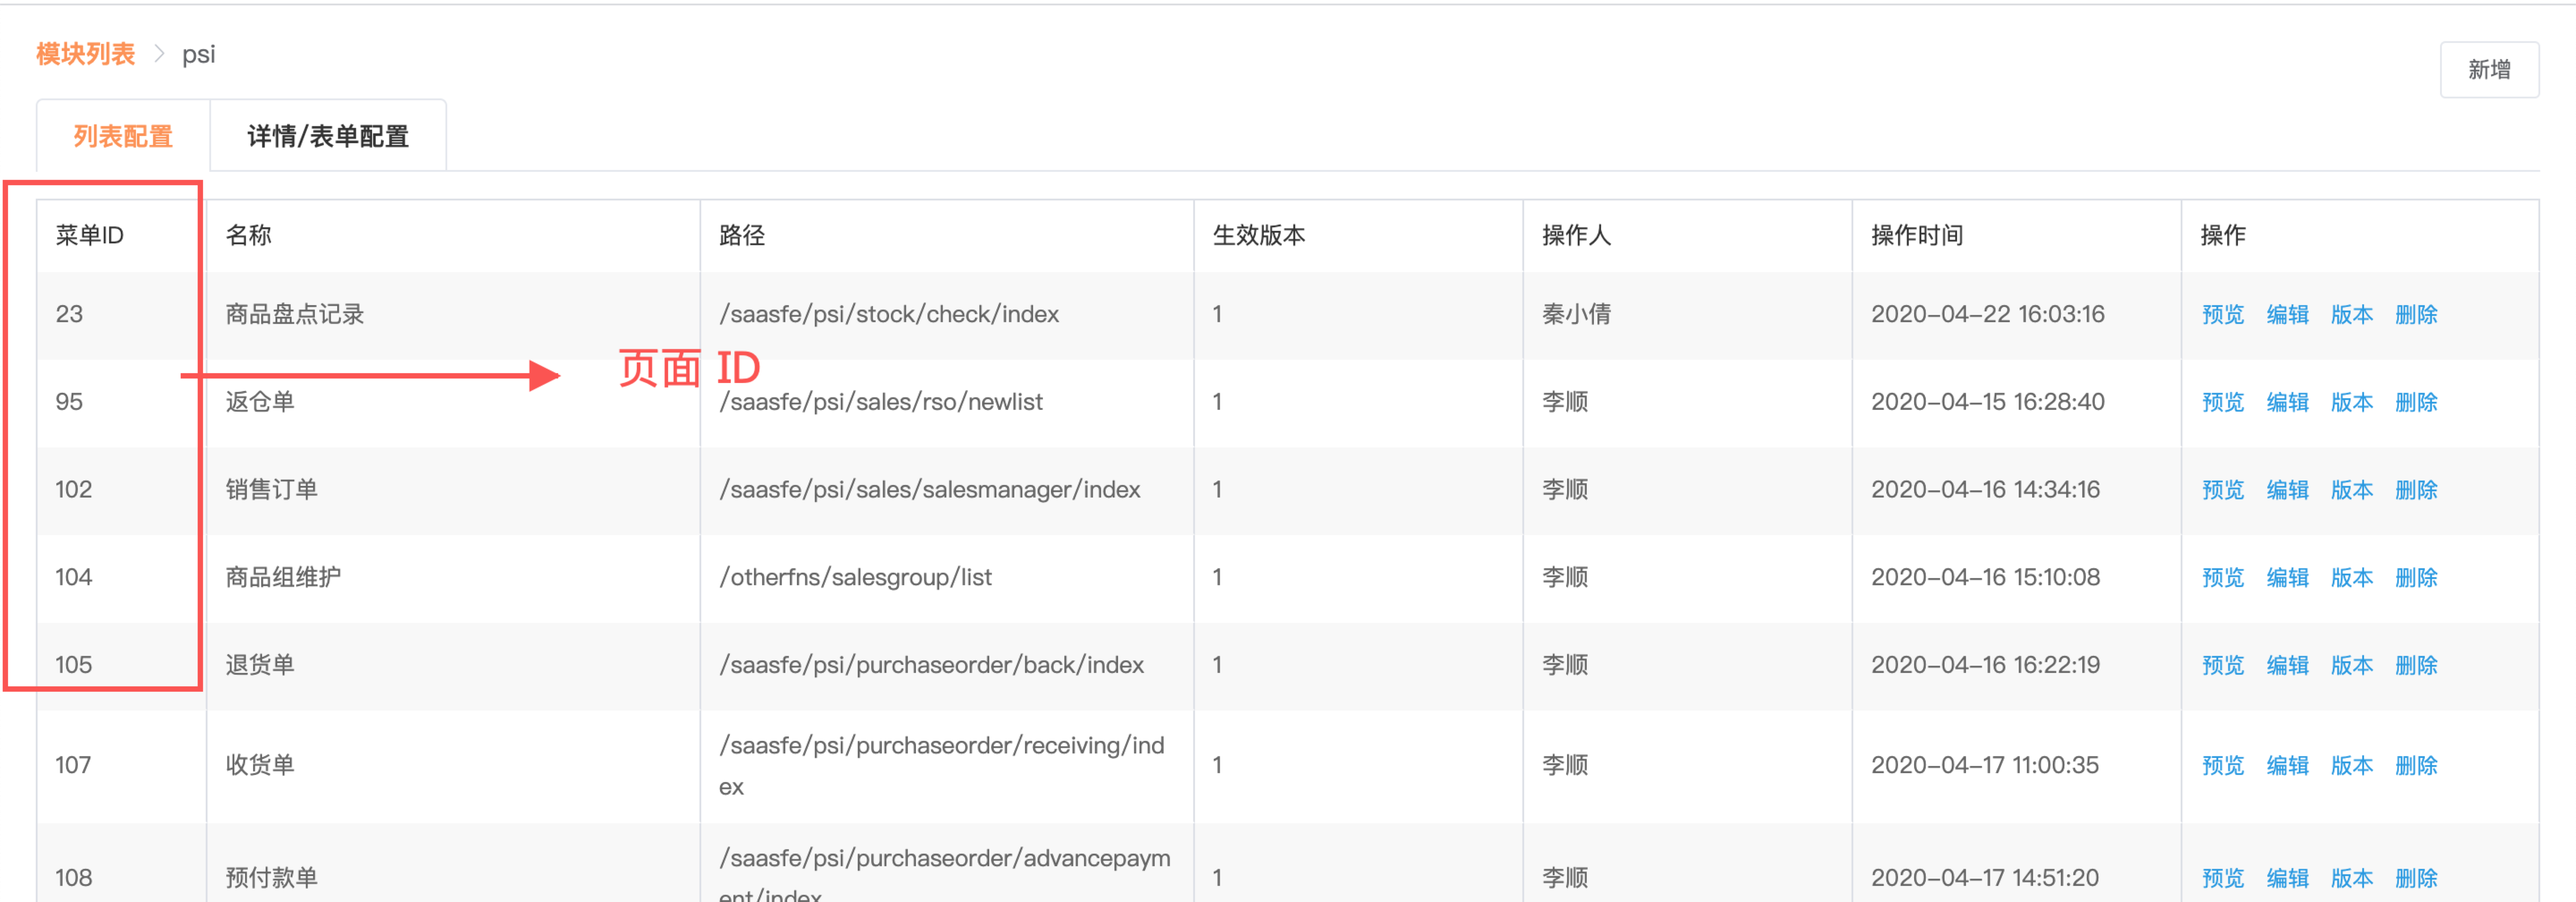 模块列表 > psi
新增
列表配置 详情/表单配置
菜单ID 名称 路径 生效版本 操作人 操作时间 操作
23 商品盘点记录 /saasfe/psi/stock/check/index 1 秦小倩 2020-04-22 16:03:16 预览 编辑 版本 删除
页面 ID
95 返仓单 /saasfe/psi/sales/rso/newlist 1 李顺 2020-04-15 16:28:40 预览 编辑 版本 删除
102 销售订单 /saasfe/psi/sales/salesmanager/index 1 李顺 2020-04-16 14:34:16 预览 编辑 版本 删除
104 商品组维护 /otherfns/salesgroup/list 1 李顺 2020-04-16 15:10:08 预览 编辑 版本 删除
105 退货单 /saasfe/psi/purchaseorder/back/index 1 李顺 2020-04-16 16:22:19 预览 编辑 版本 删除
107 收货单 /saasfe/psi/purchaseorder/receiving/ind 1 李顺 2020-04-17 11:00:35 预览 编辑 版本 删除
ex
108 预付款单 /saasfe/psi/purchaseorder/advancepaym 1 李顺 2020-04-17 14:51:20 预览 编辑 版本 删除
ent/index